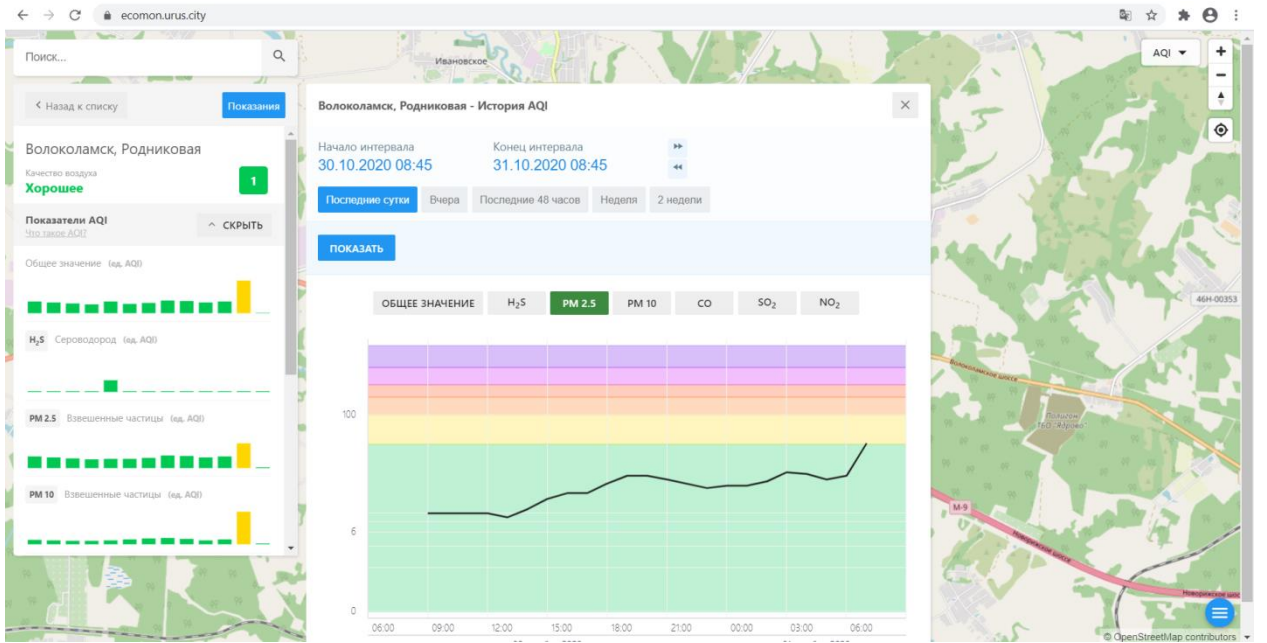 ecomon.urus.city
Поиск...
Ивановское
AQI
Назад к списку
Показания
Волоколамск, Родниковая - История AQI
Волоколамск, Родниковая
Качество воздуха
Хорошее
1
Начало интервала
Конец интервала
30.10.2020 08:45
31.10.2020 08:45
Последние сутки
Вчера
Последние 48 часов
Неделя
2 недели
Показатели AQI
Что такое AQI?
СКРЫТЬ
ПОКАЗАТЬ
Общее значение (ед. AQI)
ОБЩЕЕ ЗНАЧЕНИЕ
H₂S
PM 2.5
PM 10
CO
SO₂
NO₂
H₂S Сероводород (ед. AQI)
PM 2.5 Взвешенные частицы (ед. AQI)
PM 10 Взвешенные частицы (ед. AQI)
100
6
0
06:00 09:00 12:00 15:00 18:00 21:00 00:00 03:00 06:00
46Н-00353
Волоколамское шоссе
Полигон
ТБО "Ядрово"
М-9
Новорижское шоссе
Новорижское шос
© OpenStreetMap contributors